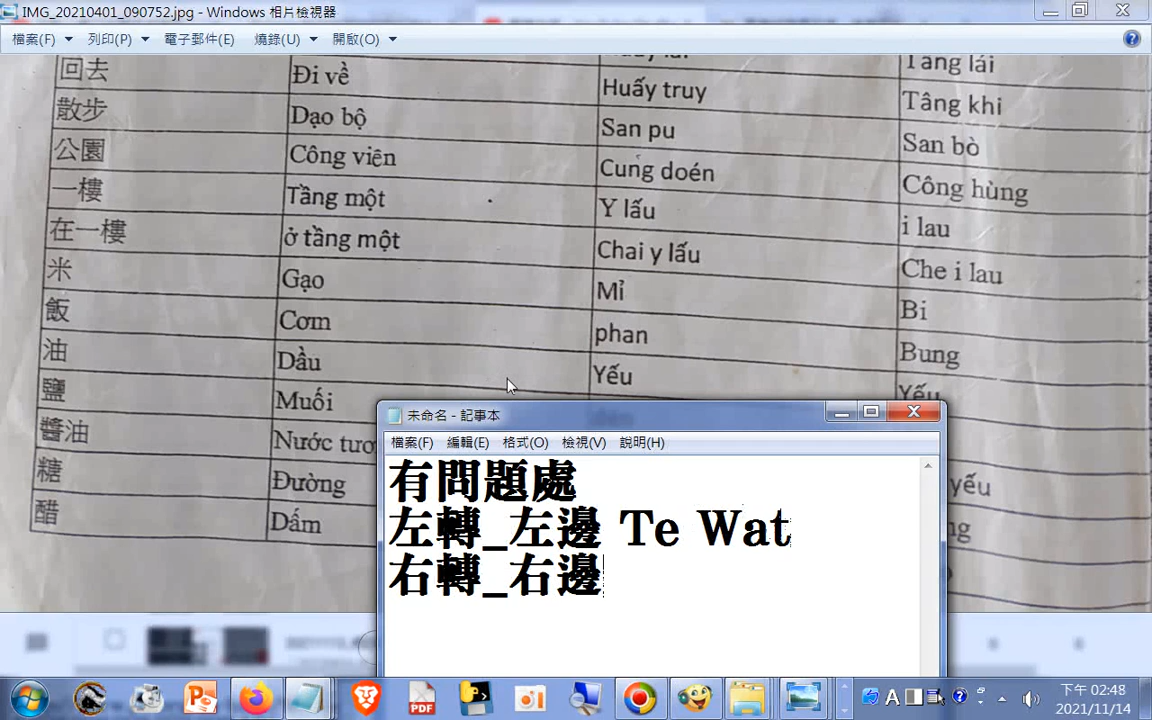 IMG_20210401_090752.jpg - Windows 相片檢視器
檔案(F) 列印(P) 電子郵件(E) 燒錄(U) 開啟(O)
Tâng lái
回去 Đi về Huấy truy Tâng khi
散步 Dạo bộ San pu San bò
公園 Công viên Cung doén Công hùng
一樓 Tầng một Y lấu i lau
在一樓 ở tầng một Chai y lấu Che i lau
米 Gạo Mỉ Bi
飯 Cơm phan Bung
油 Dầu Yếu Yếu
鹽 Muối
醬油 Nước tươ yếu
糖 Đường ng
醋 Dấm
未命名 - 記事本
檔案(F) 編輯(E) 格式(O) 檢視(V) 說明(H)
有問題處
左轉_左邊 Te Wat
右轉_右邊
PDF
A
下午 02:48
2021/11/14